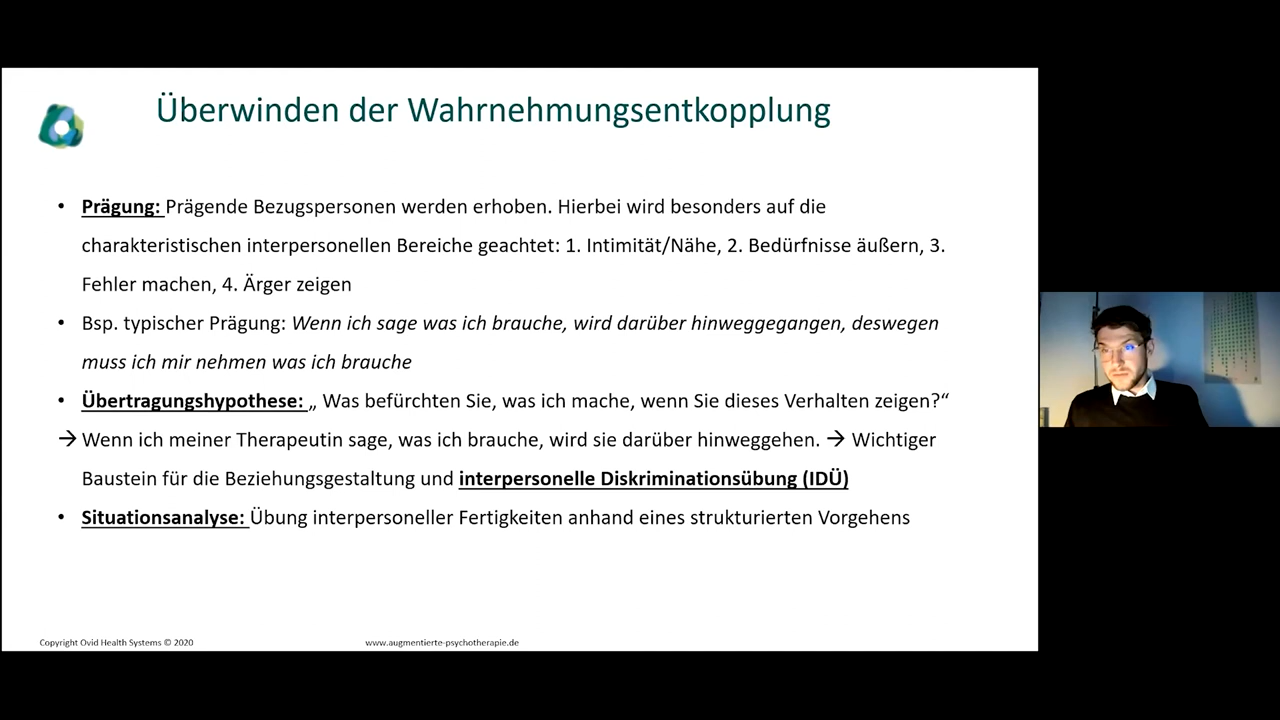 Überwinden der Wahrnehmungsentkopplung
• Prägung: Prägende Bezugspersonen werden erhoben. Hierbei wird besonders auf die
charakteristischen interpersonellen Bereiche geachtet: 1. Intimität/Nähe, 2. Bedürfnisse äußern, 3.
Fehler machen, 4. Ärger zeigen
• Bsp. typischer Prägung: Wenn ich sage was ich brauche, wird darüber hinweggegangen, deswegen
muss ich mir nehmen was ich brauche
• Übertragungshypothese: „ Was befürchten Sie, was ich mache, wenn Sie dieses Verhalten zeigen?“
→ Wenn ich meiner Therapeutin sage, was ich brauche, wird sie darüber hinweggehen. → Wichtiger
Baustein für die Beziehungsgestaltung und interpersonelle Diskriminationsübung (IDÜ)
• Situationsanalyse: Übung interpersoneller Fertigkeiten anhand eines strukturierten Vorgehens
Copyright Ovid Health Systems © 2020
www.augmentierte-psychotherapie.de